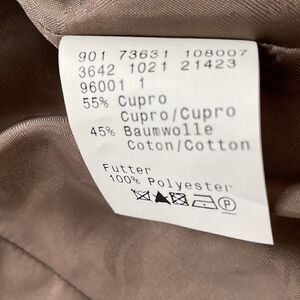 901 73631 108007
3642 1021 21423
96001 1
55% Cupro
Cupro/Cupro
45% Baumwolle
Coton/Cotton
Futter
100% Polyester
P